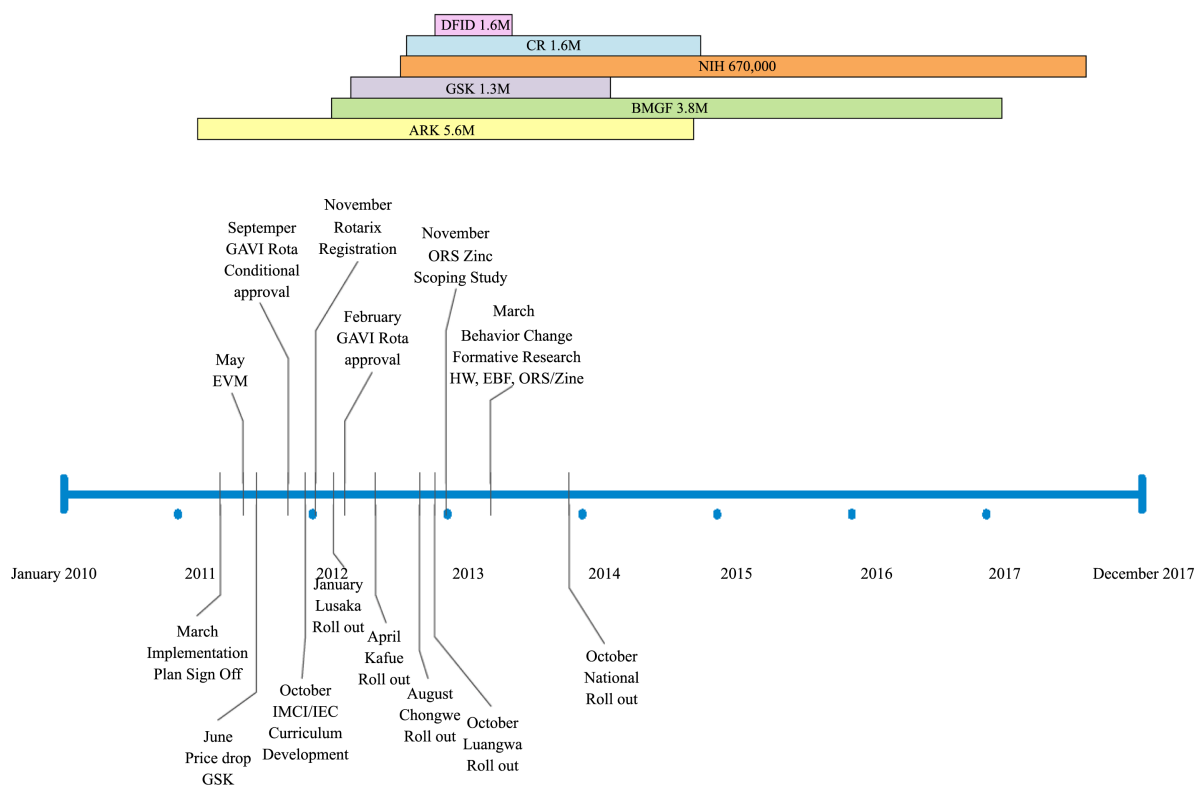 DFID 1.6M
CR 1.6M
NIH 670,000
GSK 1.3M
BMGF 3.8M
ARK 5.6M
November
Rotarix
Registration
Septemper
GAVI Rota
Conditional
approval
November
ORS Zinc
Scoping Study
February
GAVI Rota
approval
March
Behavior Change
Formative Research
HW, EBF, ORS/Zine
May
EVM
January 2010
2011
2012
2013
2014
2015
2016
2017
December 2017
January
Lusaka
Roll out
March
Implementation
Plan Sign Off
April
Kafue
Roll out
October
National
Roll out
October
IMCI/IEC
Curriculum
Development
August
Chongwe
Roll out
October
Luangwa
Roll out
June
Price drop
GSK